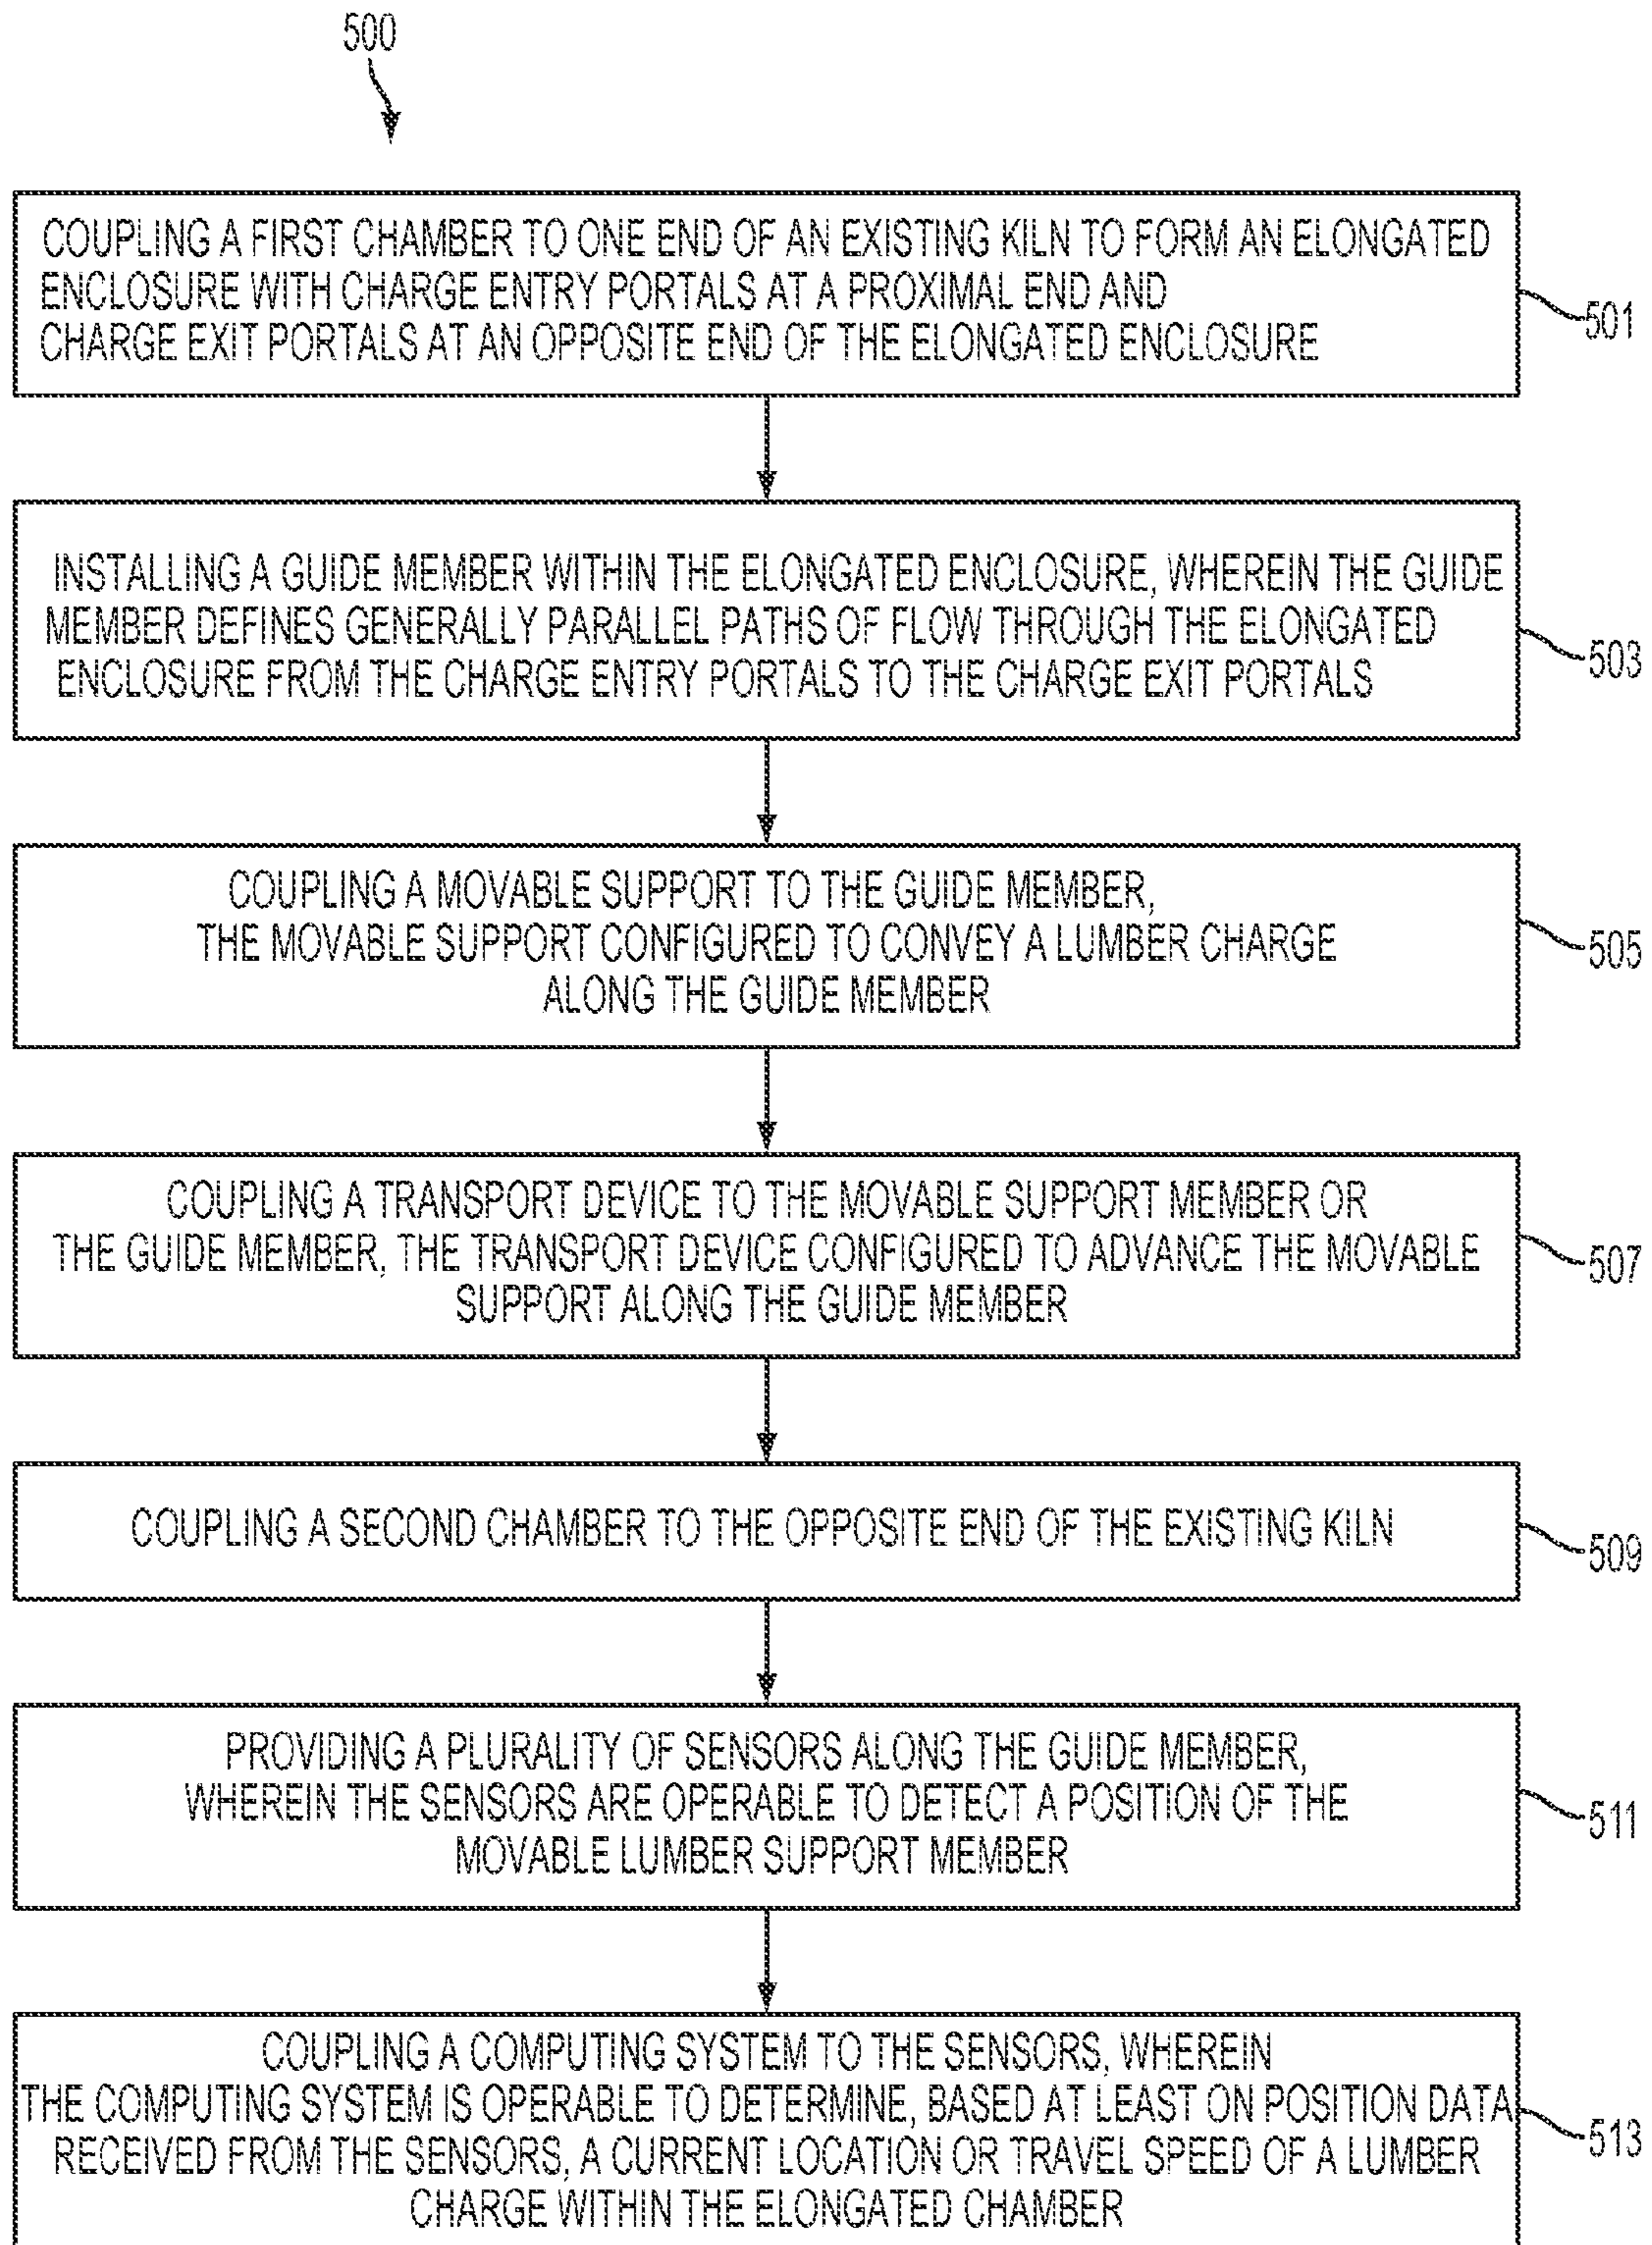 500
COUPLING A FIRST CHAMBER TO ONE END OF AN EXISTING KILN TO FORM AN ELONGATED
ENCLOSURE WITH CHARGE ENTRY PORTALS AT A PROXIMAL END AND
CHARGE EXIT PORTALS AT AN OPPOSITE END OF THE ELONGATED ENCLOSURE
501
INSTALLING A GUIDE MEMBER WITHIN THE ELONGATED ENCLOSURE, WHEREIN THE GUIDE
MEMBER DEFINES GENERALLY PARALLEL PATHS OF FLOW THROUGH THE ELONGATED
ENCLOSURE FROM THE CHARGE ENTRY PORTALS TO THE CHARGE EXIT PORTALS
503
COUPLING A MOVABLE SUPPORT TO THE GUIDE MEMBER,
THE MOVABLE SUPPORT CONFIGURED TO CONVEY A LUMBER CHARGE
ALONG THE GUIDE MEMBER
505
COUPLING A TRANSPORT DEVICE TO THE MOVABLE SUPPORT MEMBER OR
THE GUIDE MEMBER, THE TRANSPORT DEVICE CONFIGURED TO ADVANCE THE MOVABLE
SUPPORT ALONG THE GUIDE MEMBER
507
COUPLING A SECOND CHAMBER TO THE OPPOSITE END OF THE EXISTING KILN
509
PROVIDING A PLURALITY OF SENSORS ALONG THE GUIDE MEMBER,
WHEREIN THE SENSORS ARE OPERABLE TO DETECT A POSITION OF THE
MOVABLE LUMBER SUPPORT MEMBER
511
COUPLING A COMPUTING SYSTEM TO THE SENSORS, WHEREIN
THE COMPUTING SYSTEM IS OPERABLE TO DETERMINE, BASED AT LEAST ON POSITION DATA
RECEIVED FROM THE SENSORS, A CURRENT LOCATION OR TRAVEL SPEED OF A LUMBER
CHARGE WITHIN THE ELONGATED CHAMBER
513